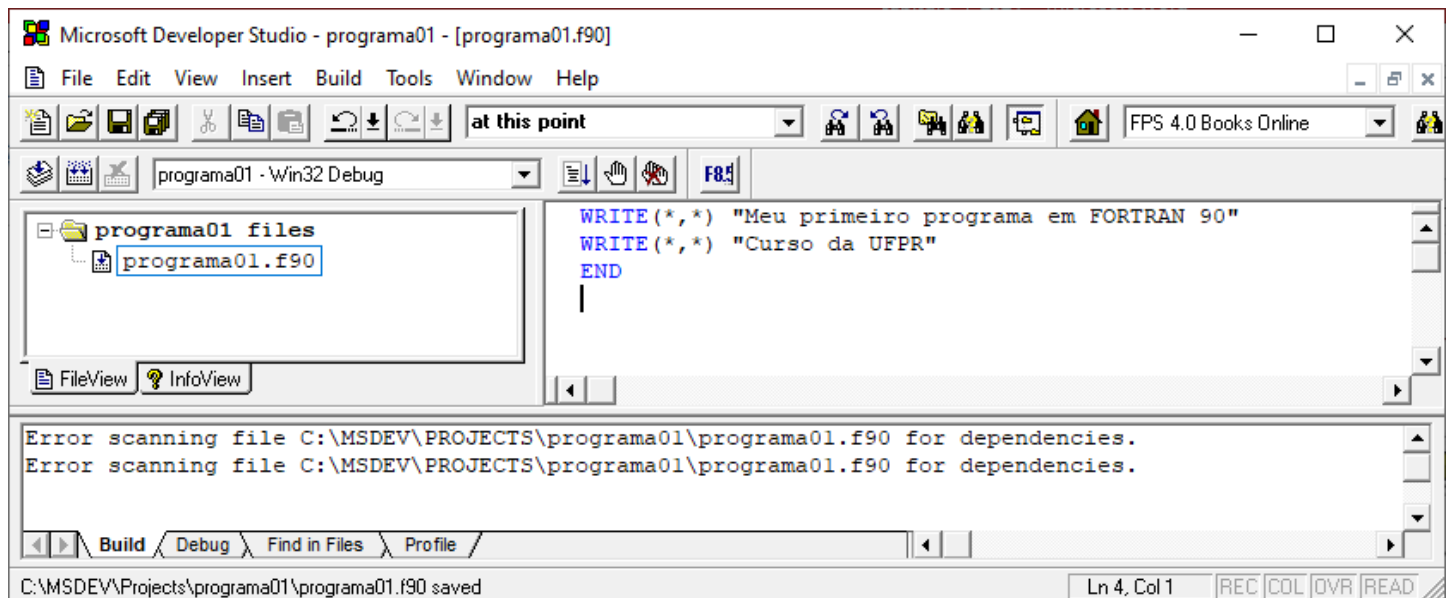 Microsoft Developer Studio - programa01 - [programa01.f90]
File Edit View Insert Build Tools Window Help
at this point FPS 4.0 Books Online
programa01 - Win32 Debug F8
programa01 files
programa01.f90
FileView InfoView
WRITE(*,*) "Meu primeiro programa em FORTRAN 90"
WRITE(*,*) "Curso da UFPR"
END
Error scanning file C:\MSDEV\PROJECTS\programa01\programa01.f90 for dependencies.
Error scanning file C:\MSDEV\PROJECTS\programa01\programa01.f90 for dependencies.
Build Debug Find in Files Profile
C:\MSDEV\Projects\programa01\programa01.f90 saved Ln 4, Col 1 REC COL OVR READ